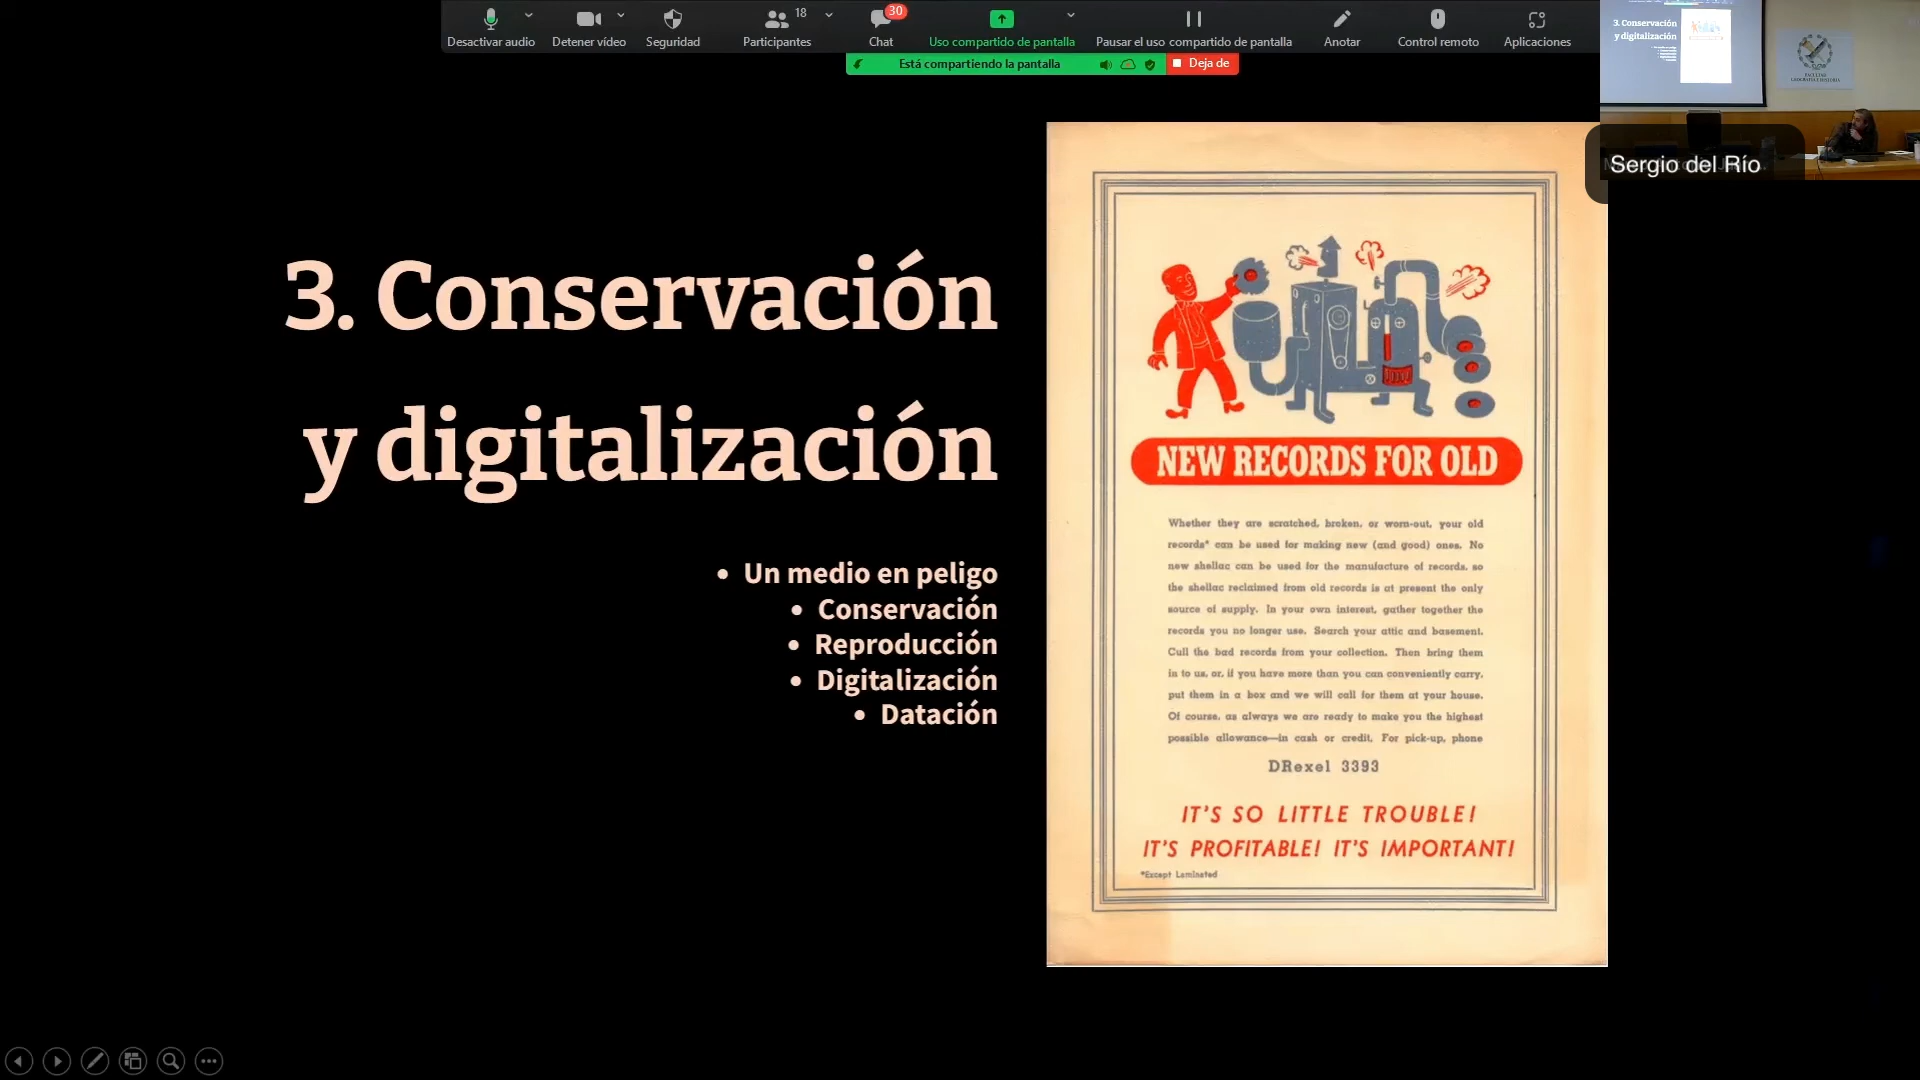 Desactivar audio
Detener vídeo
Seguridad
Participantes
18
Chat
30
Uso compartido de pantalla
Pausar el uso compartido de pantalla
Anotar
Control remoto
Aplicaciones
Está compartiendo la pantalla
Deja de
3. Conservación
y digitalización
FACULTAD
GEOGRAFÍA E HISTORIA
Sergio del Río
3. Conservación
y digitalización
• Un medio en peligo
• Conservación
• Reproducción
• Digitalización
• Datación
NEW RECORDS FOR OLD
Whether they are scratched, broken, or worn-out, your old
records* can be used for making new (and good) ones. No
new shellac can be used for the manufacture of records, so
the shellac reclaimed from old records is at present the only
source of supply. In your own interest, gather together the
records you no longer use. Search your attic and basement.
Cull the bad records from your collection. Then bring them
in to us, or, if you have more than you can conveniently carry,
put them in a box and we will call for them at your house.
Of course, as always we are ready to make you the highest
possible allowance—in cash or credit. For pick-up, phone
DRexel 3393
IT'S SO LITTLE TROUBLE!
IT'S PROFITABLE! IT'S IMPORTANT!
*Except Laminated